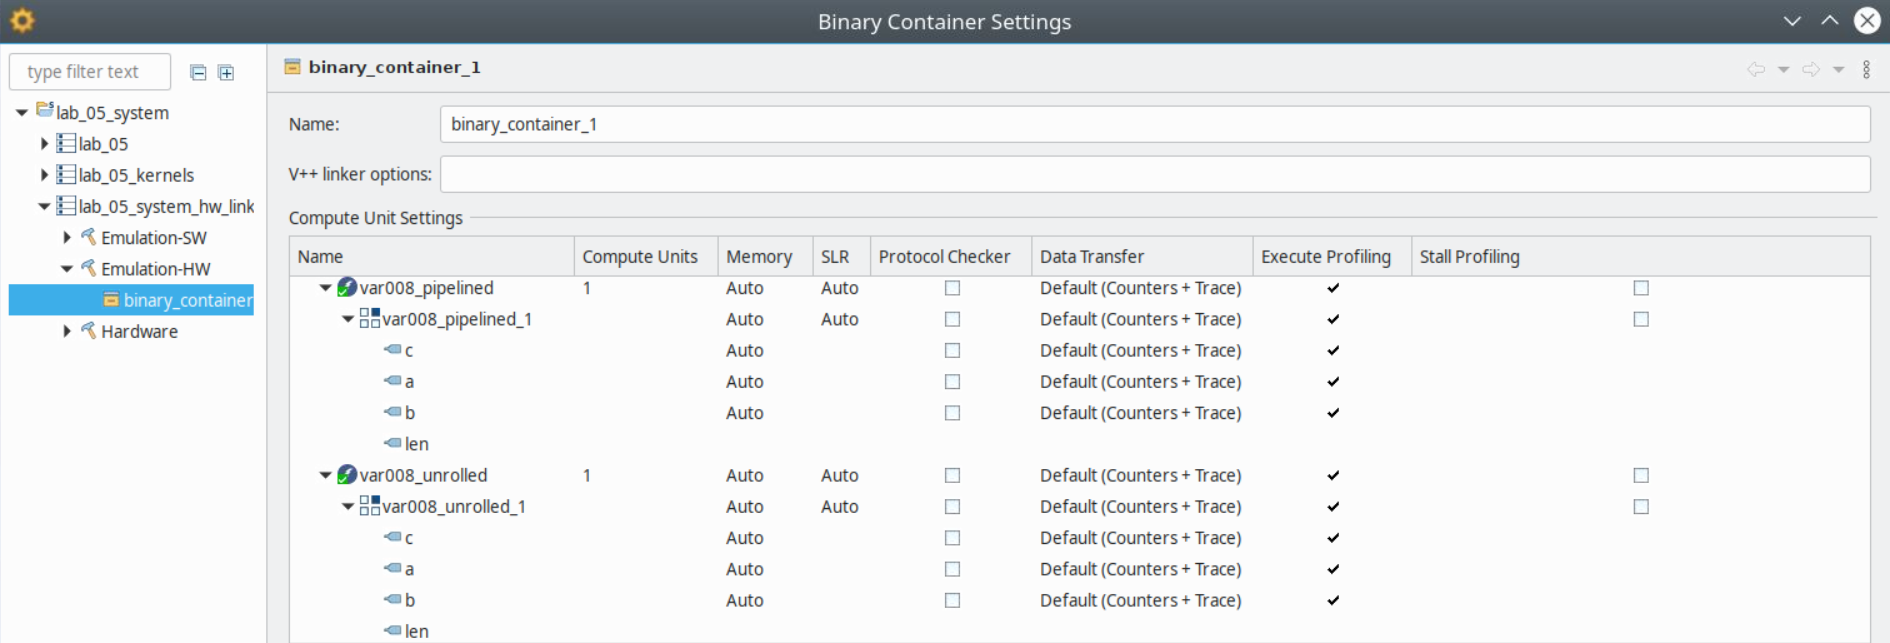 Binary Container Settings
type filter text
lab_05_system
lab_05
lab_05_kernels
lab_05_system_hw_link
Emulation-SW
Emulation-HW
binary_container
Hardware
binary_container_1
Name: binary_container_1
V++ linker options:
Compute Unit Settings
Name Compute Units Memory SLR Protocol Checker Data Transfer Execute Profiling Stall Profiling
var008_pipelined 1 Auto Auto Default (Counters + Trace)
var008_pipelined_1 Auto Auto Default (Counters + Trace)
c Auto Default (Counters + Trace)
a Auto Default (Counters + Trace)
b Auto Default (Counters + Trace)
len
var008_unrolled 1 Auto Auto Default (Counters + Trace)
var008_unrolled_1 Auto Auto Default (Counters + Trace)
c Auto Default (Counters + Trace)
a Auto Default (Counters + Trace)
b Auto Default (Counters + Trace)
len